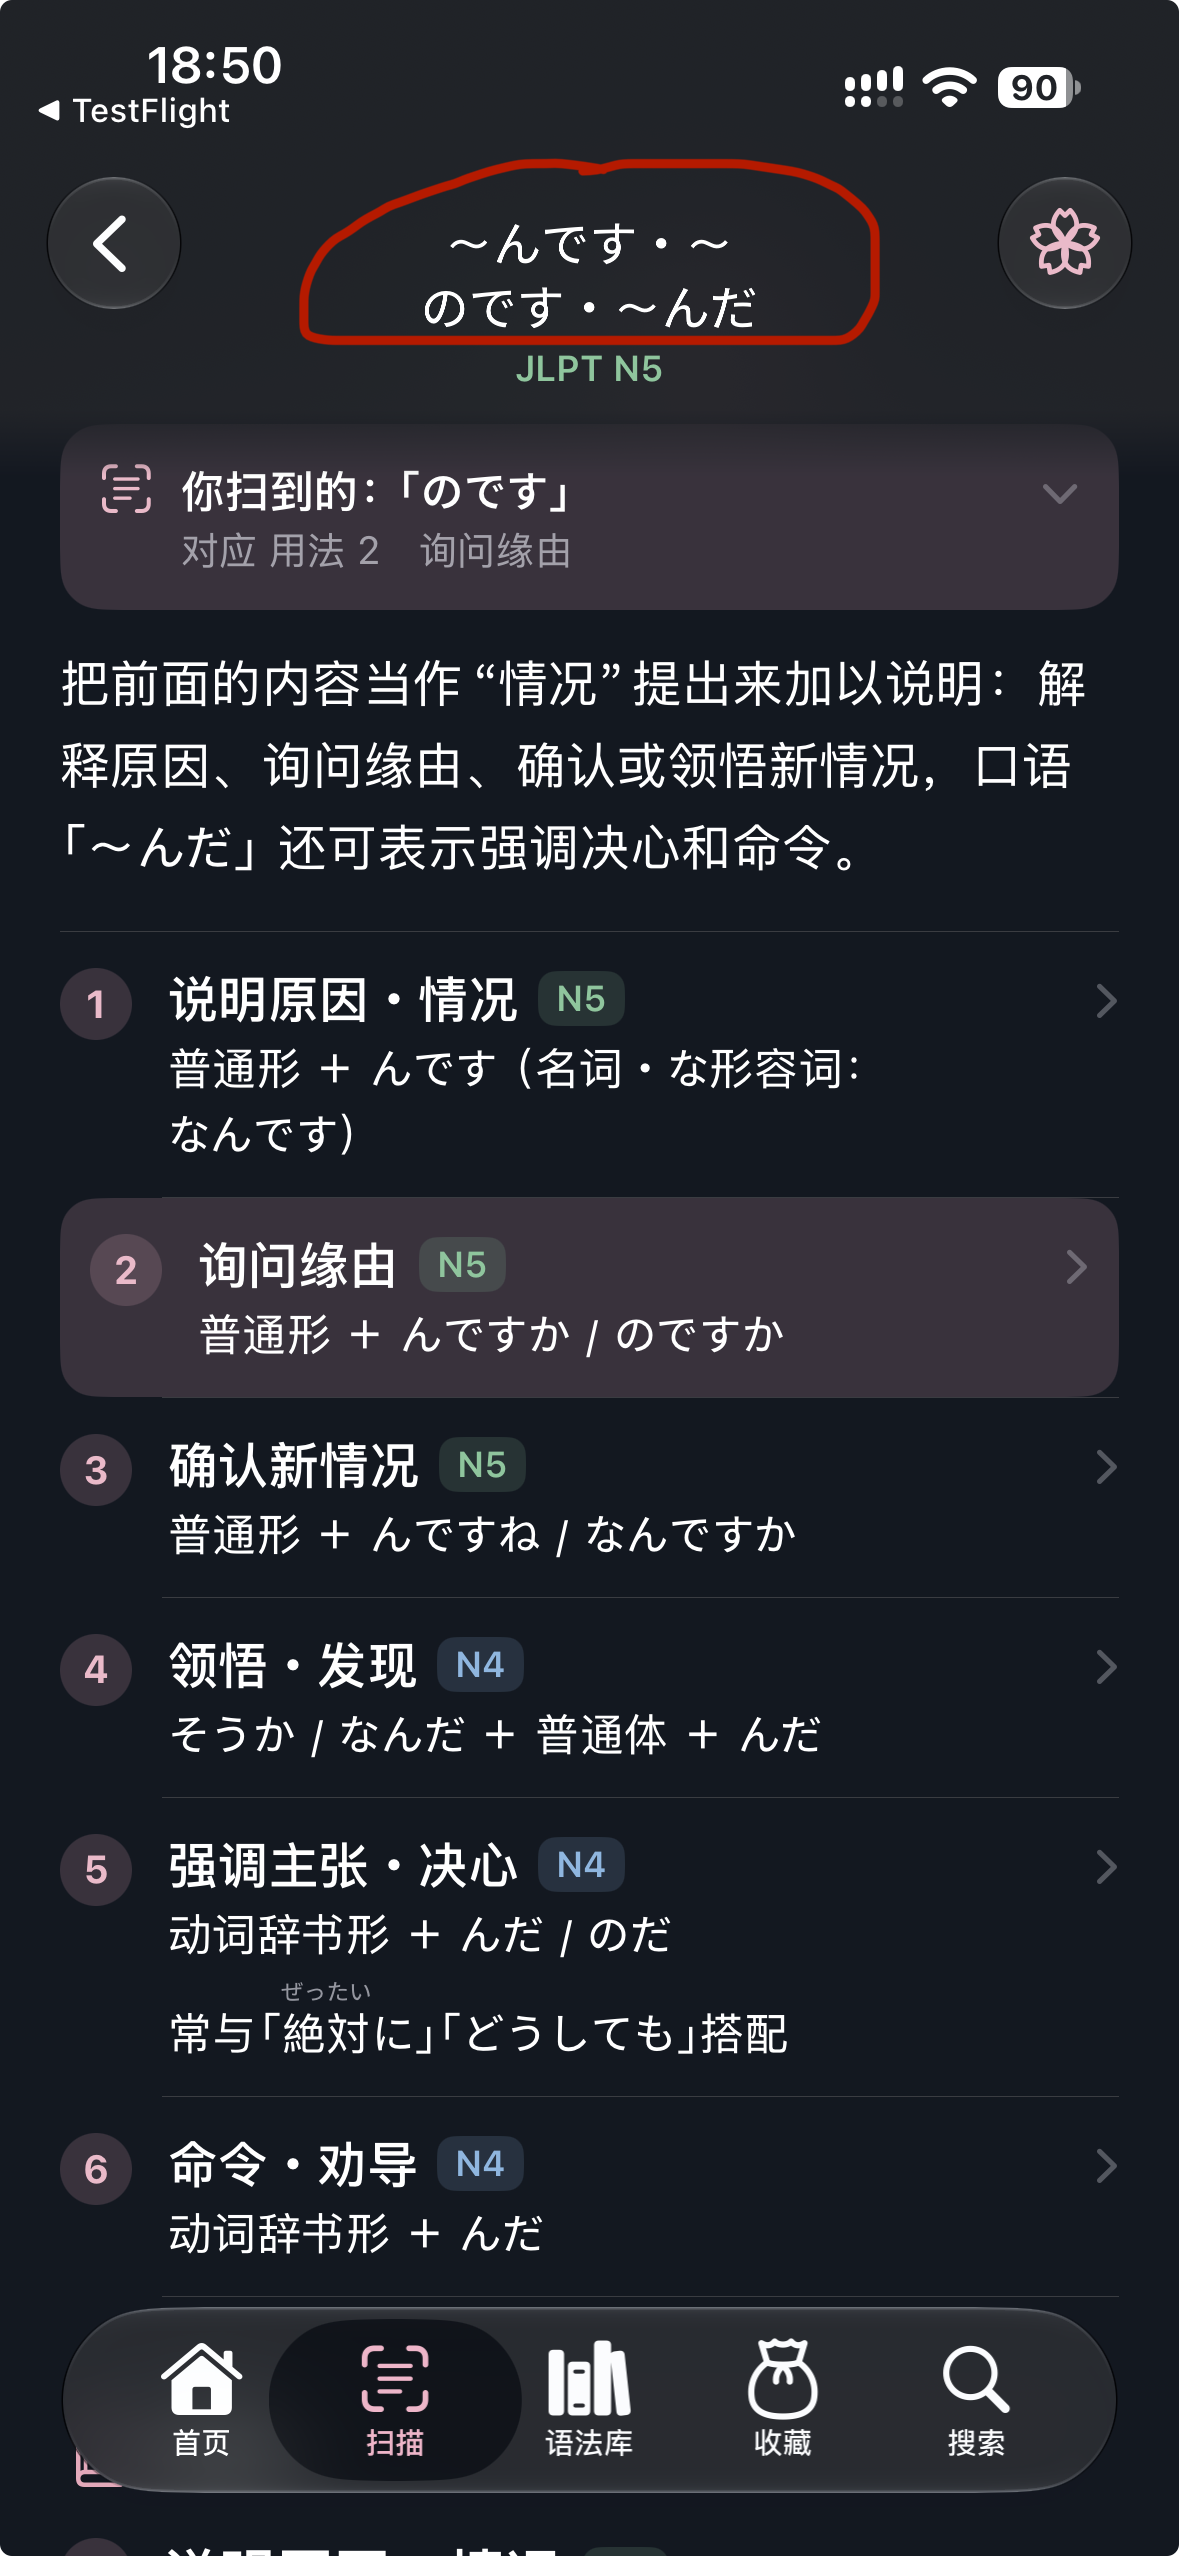 18:50
TestFlight
90
～んです・～
のです・～んだ
JLPT N5
你扫到的：「のです」
对应 用法 2　询问缘由
把前面的内容当作“情况”提出来加以说明：解
释原因、询问缘由、确认或领悟新情况，口语
「～んだ」还可表示强调决心和命令。
1 说明原因・情况 N5
普通形 ＋ んです（名词・な形容词：
なんです）
2 询问缘由 N5
普通形 ＋ んですか / のですか
3 确认新情况 N5
普通形 ＋ んですね / なんですか
4 领悟・发现 N4
そうか / なんだ ＋ 普通体 ＋ んだ
5 强调主张・决心 N4
动词辞书形 ＋ んだ / のだ
ぜったい
常与「絶対に」「どうしても」搭配
6 命令・劝导 N4
动词辞书形 ＋ んだ
首页 扫描 语法库 收藏 搜索